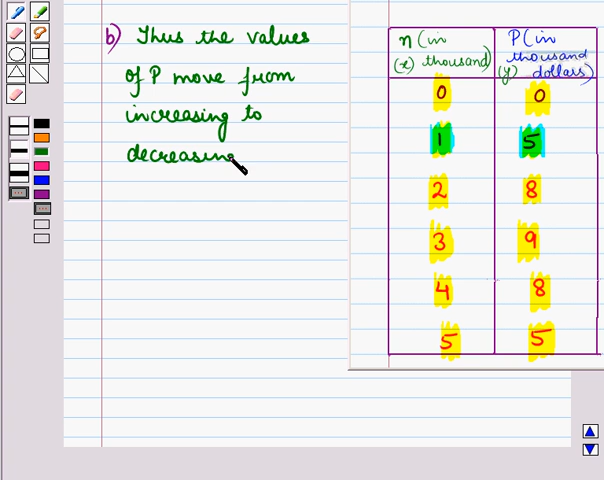 b) Thus the values
of P move from
increasing to
decreasing
n (in P (in
(x) thousand) thousand
(y) dollars)
0 0
1 5
2 8
3 9
4 8
5 5